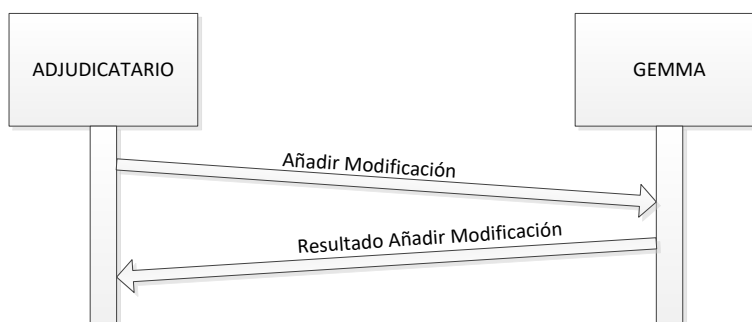 ADJUDICATARIO
GEMMA
Añadir Modificación
Resultado Añadir Modificación